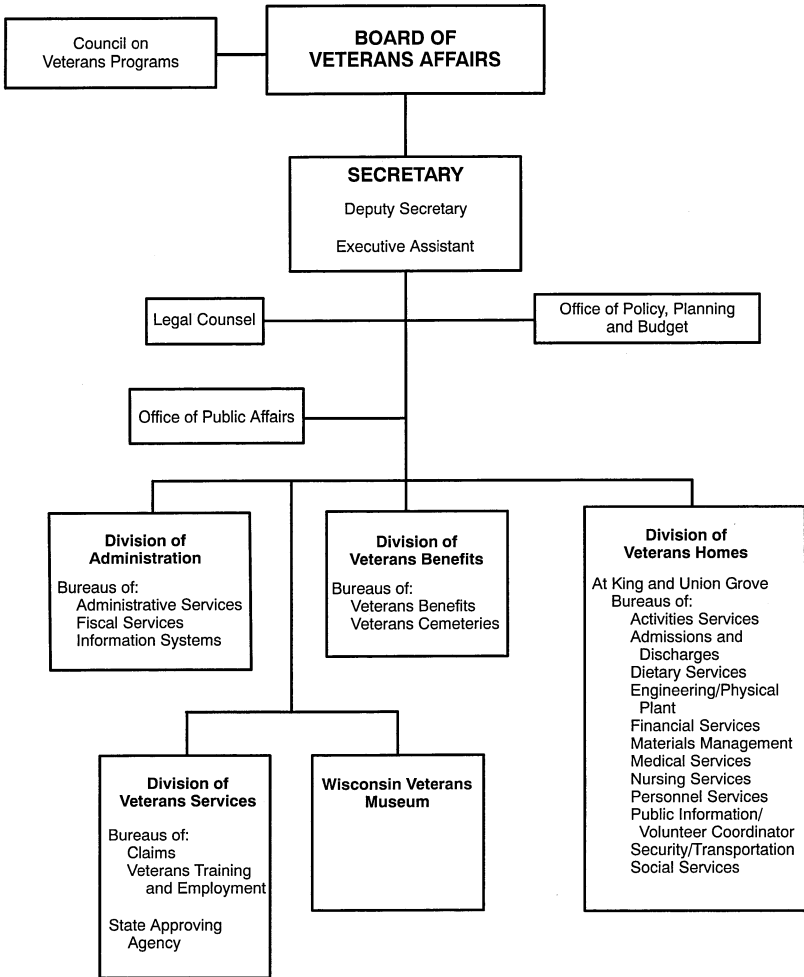 Council on
Veterans Programs
BOARD OF
VETERANS AFFAIRS
SECRETARY
Deputy Secretary
Executive Assistant
Legal Counsel
Office of Policy, Planning
and Budget
Office of Public Affairs
Division of
Administration
Bureaus of:
Administrative Services
Fiscal Services
Information Systems
Division of
Veterans Benefits
Bureaus of:
Veterans Benefits
Veterans Cemeteries
Division of
Veterans Homes
At King and Union Grove
Bureaus of:
Activities Services
Admissions and
Discharges
Dietary Services
Engineering/Physical
Plant
Financial Services
Materials Management
Medical Services
Nursing Services
Personnel Services
Public Information/
Volunteer Coordinator
Security/Transportation
Social Services
Division of
Veterans Services
Bureaus of:
Claims
Veterans Training
and Employment
State Approving
Agency
Wisconsin Veterans
Museum